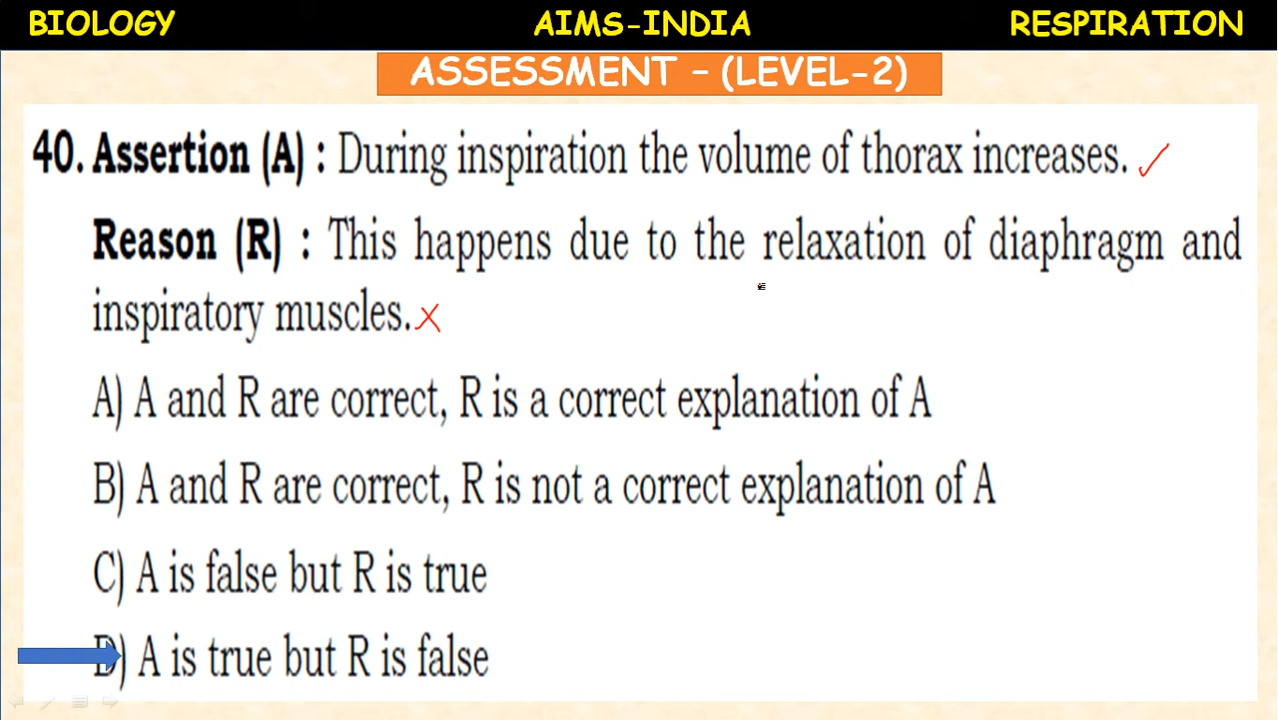 BIOLOGY AIMS-INDIA RESPIRATION
ASSESSMENT – (LEVEL-2)
40. Assertion (A) : During inspiration the volume of thorax increases.
Reason (R) : This happens due to the relaxation of diaphragm and
inspiratory muscles.
A) A and R are correct, R is a correct explanation of A
B) A and R are correct, R is not a correct explanation of A
C) A is false but R is true
D) A is true but R is false